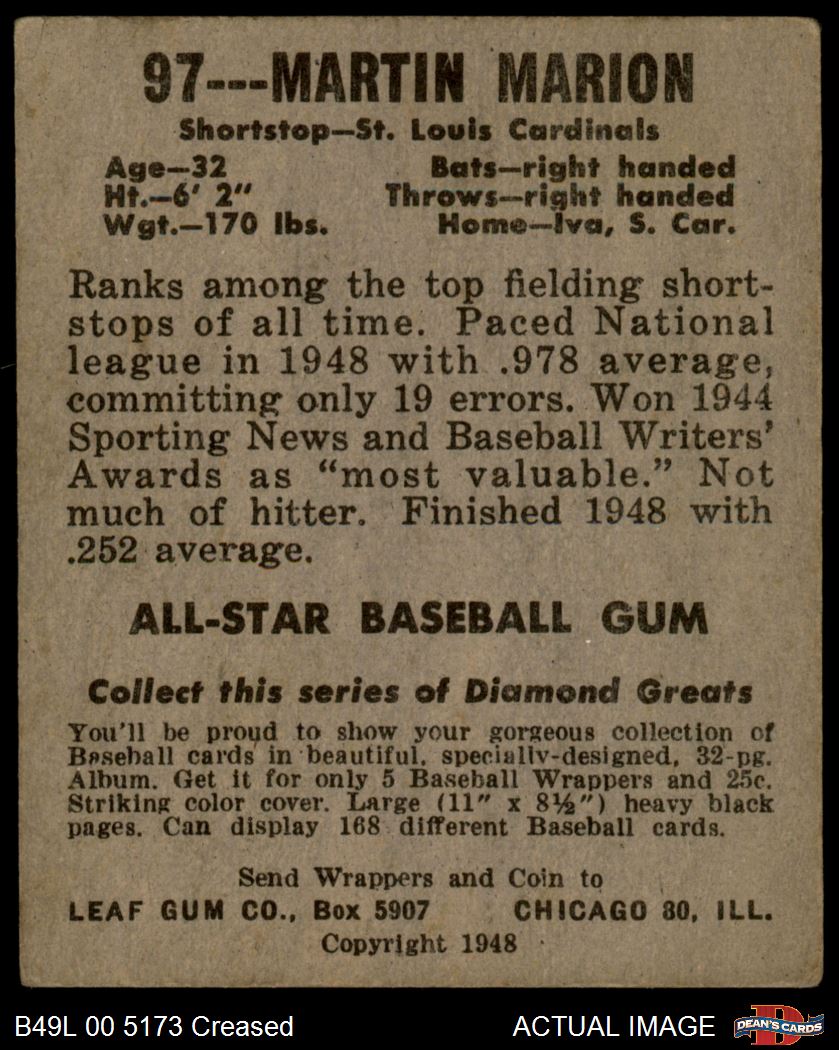 97---MARTIN MARION
Shortstop—St. Louis Cardinals
Age—32 Bats—right handed
Ht.—6' 2" Throws—right handed
Wgt.—170 lbs. Home—Iva, S. Car.
Ranks among the top fielding short-
stops of all time. Paced National
league in 1948 with .978 average,
committing only 19 errors. Won 1944
Sporting News and Baseball Writers'
Awards as "most valuable." Not
much of hitter. Finished 1948 with
.252 average.
ALL-STAR BASEBALL GUM
Collect this series of Diamond Greats
You'll be proud to show your gorgeous collection of
Baseball cards in beautiful, specially-designed, 32-pg.
Album. Get it for only 5 Baseball Wrappers and 25c.
Striking color cover. Large (11" x 8½") heavy black
pages. Can display 168 different Baseball cards.
Send Wrappers and Coin to
LEAF GUM CO., Box 5907 CHICAGO 80, ILL.
Copyright 1948
B49L 00 5173 Creased ACTUAL IMAGE D DEAN'S CARDS